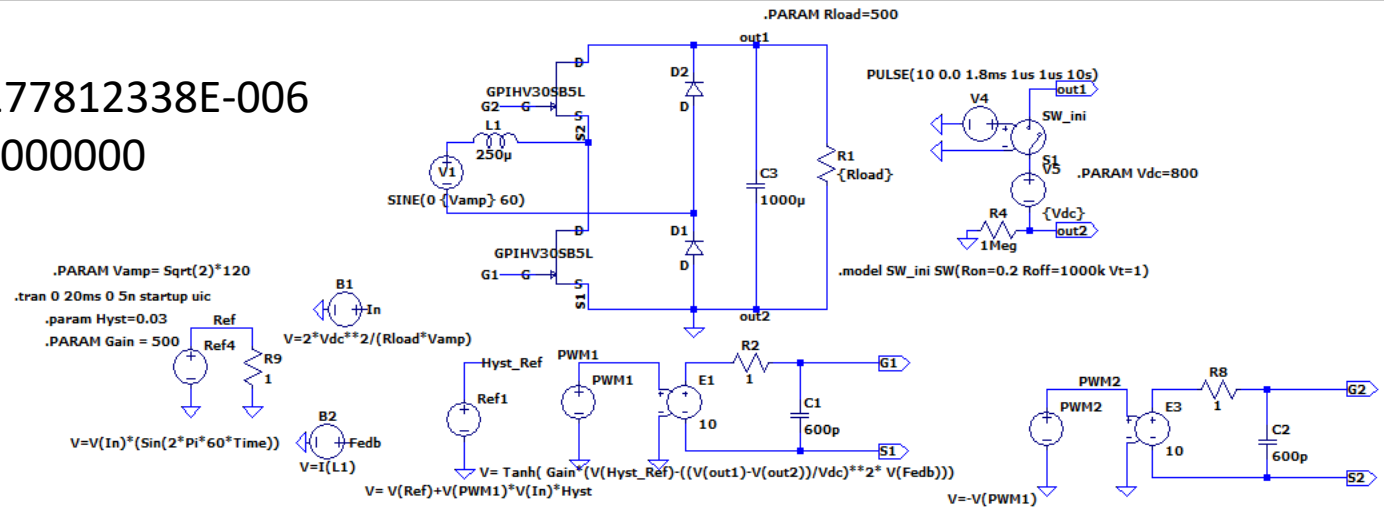 .PARAM Rload=500
out1
.177812338E-006
000000
D
D2
PULSE(10 0.0 1.8ms 1us 1us 10s)
GPIHV30SB5L
out1
G2
G
D
V4
SW_ini
S
L1
S2
250µ
R1
S1
V1
C3
{Rload}
V5
.PARAM Vdc=800
1000µ
SINE(0 {Vamp} 60)
R4
{Vdc}
D
D1
out2
GPIHV30SB5L
1Meg
G1
G
D
.PARAM Vamp= Sqrt(2)*120
S
.model SW_ini SW(Ron=0.2 Roff=1000k Vt=1)
.tran 0 20ms 0 5n startup uic
B1
S1
In
out2
.param Hyst=0.03
Ref
.PARAM Gain = 500
Ref4
V=2*Vdc**2/(Rload*Vamp)
R9
1
Hyst_Ref
PWM1
R2
G1
1
R8
PWM1
E1
PWM2
G2
1
Ref1
PWM2
E3
C1
B2
10
600p
C2
10
600p
V=V(In)*(Sin(2*Pi*60*Time))
Fedb
S1
V=I(L1)
V= Tanh( Gain*(V(Hyst_Ref)-((V(out1)-V(out2))/Vdc)**2* V(Fedb)))
S2
V= V(Ref)+V(PWM1)*V(In)*Hyst
V=-V(PWM1)